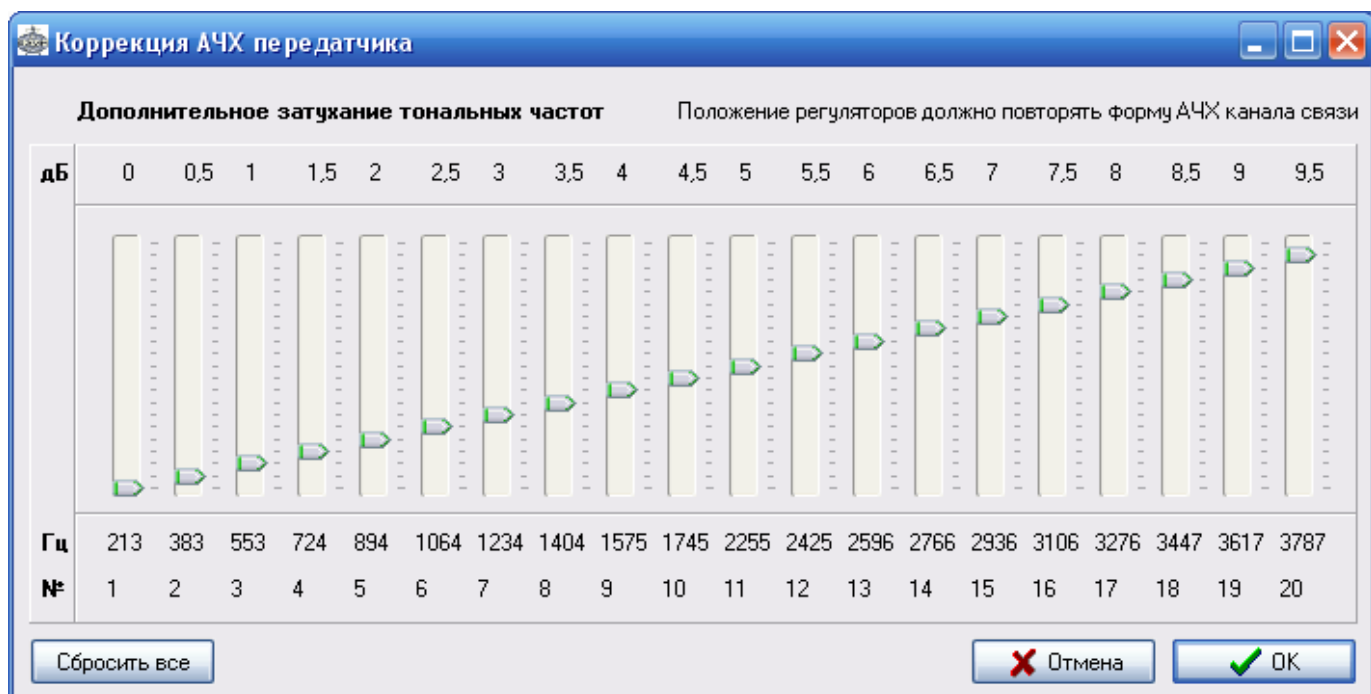 Коррекция АЧХ передатчика
Дополнительное затухание тональных частот Положение регуляторов должно повторять форму АЧХ канала связи
дБ 0 0,5 1 1,5 2 2,5 3 3,5 4 4,5 5 5,5 6 6,5 7 7,5 8 8,5 9 9,5
Гц 213 383 553 724 894 1064 1234 1404 1575 1745 2255 2425 2596 2766 2936 3106 3276 3447 3617 3787
№ 1 2 3 4 5 6 7 8 9 10 11 12 13 14 15 16 17 18 19 20
Сбросить все Отмена OK